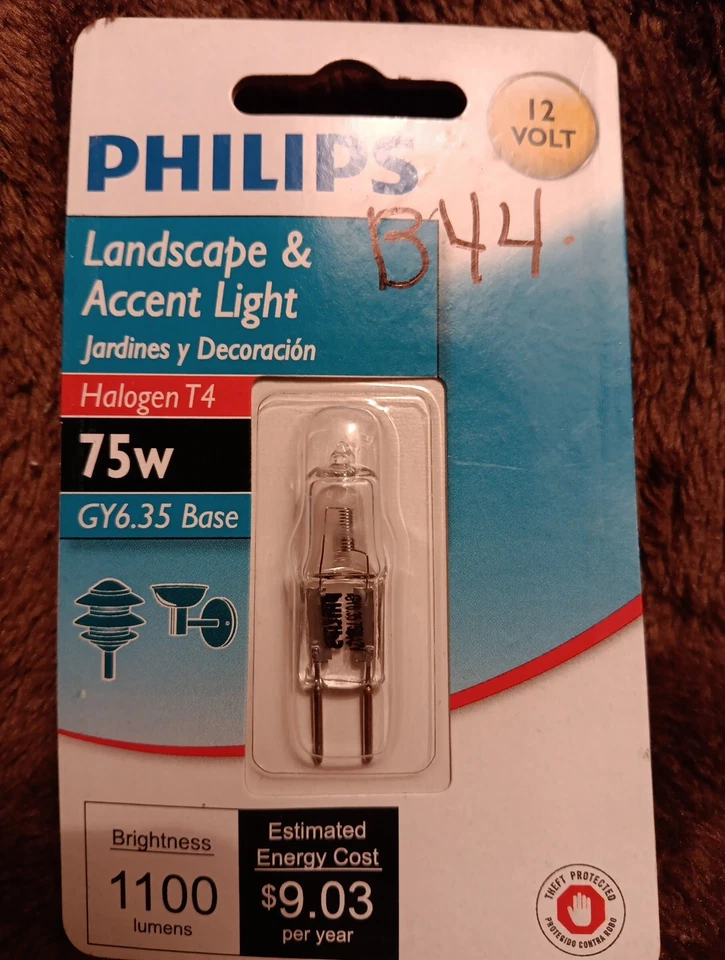 12
VOLT
PHILIPS
B44.
Landscape &
Accent Light
Jardines y Decoración
Halogen T4
75w
GY6.35 Base
PHILIPS
Brightness
1100
lumens
Estimated
Energy Cost
$9.03
per year
THEFT PROTECTED
PROTEGIDO CONTRA ROBO